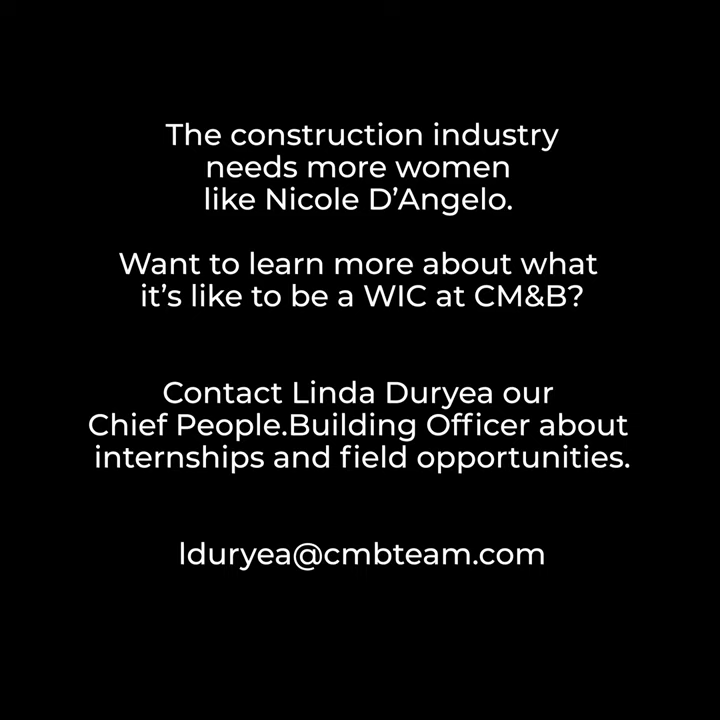 The construction industry
needs more women
like Nicole D’Angelo.
Want to learn more about what
it’s like to be a WIC at CM&B?
Contact Linda Duryea our
Chief People.Building Officer about
internships and field opportunities.
lduryea@cmbteam.com